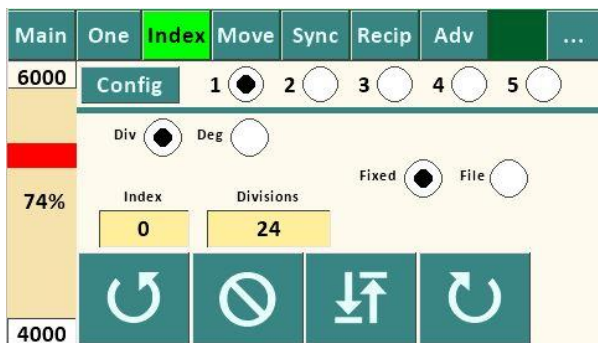 Main One Index Move Sync Recip Adv ...
6000 Config 1 2 3 4 5
Div Deg
Fixed File
74% Index Divisions
0 24
4000